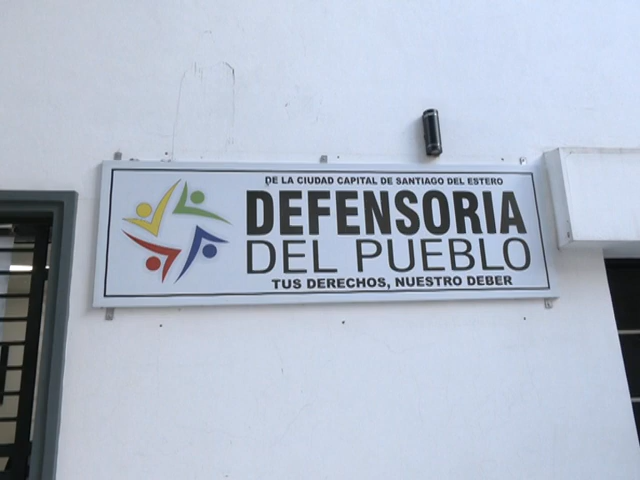 DE LA CIUDAD CAPITAL DE SANTIAGO DEL ESTERO
DEFENSORIA
DEL PUEBLO
TUS DERECHOS, NUESTRO DEBER